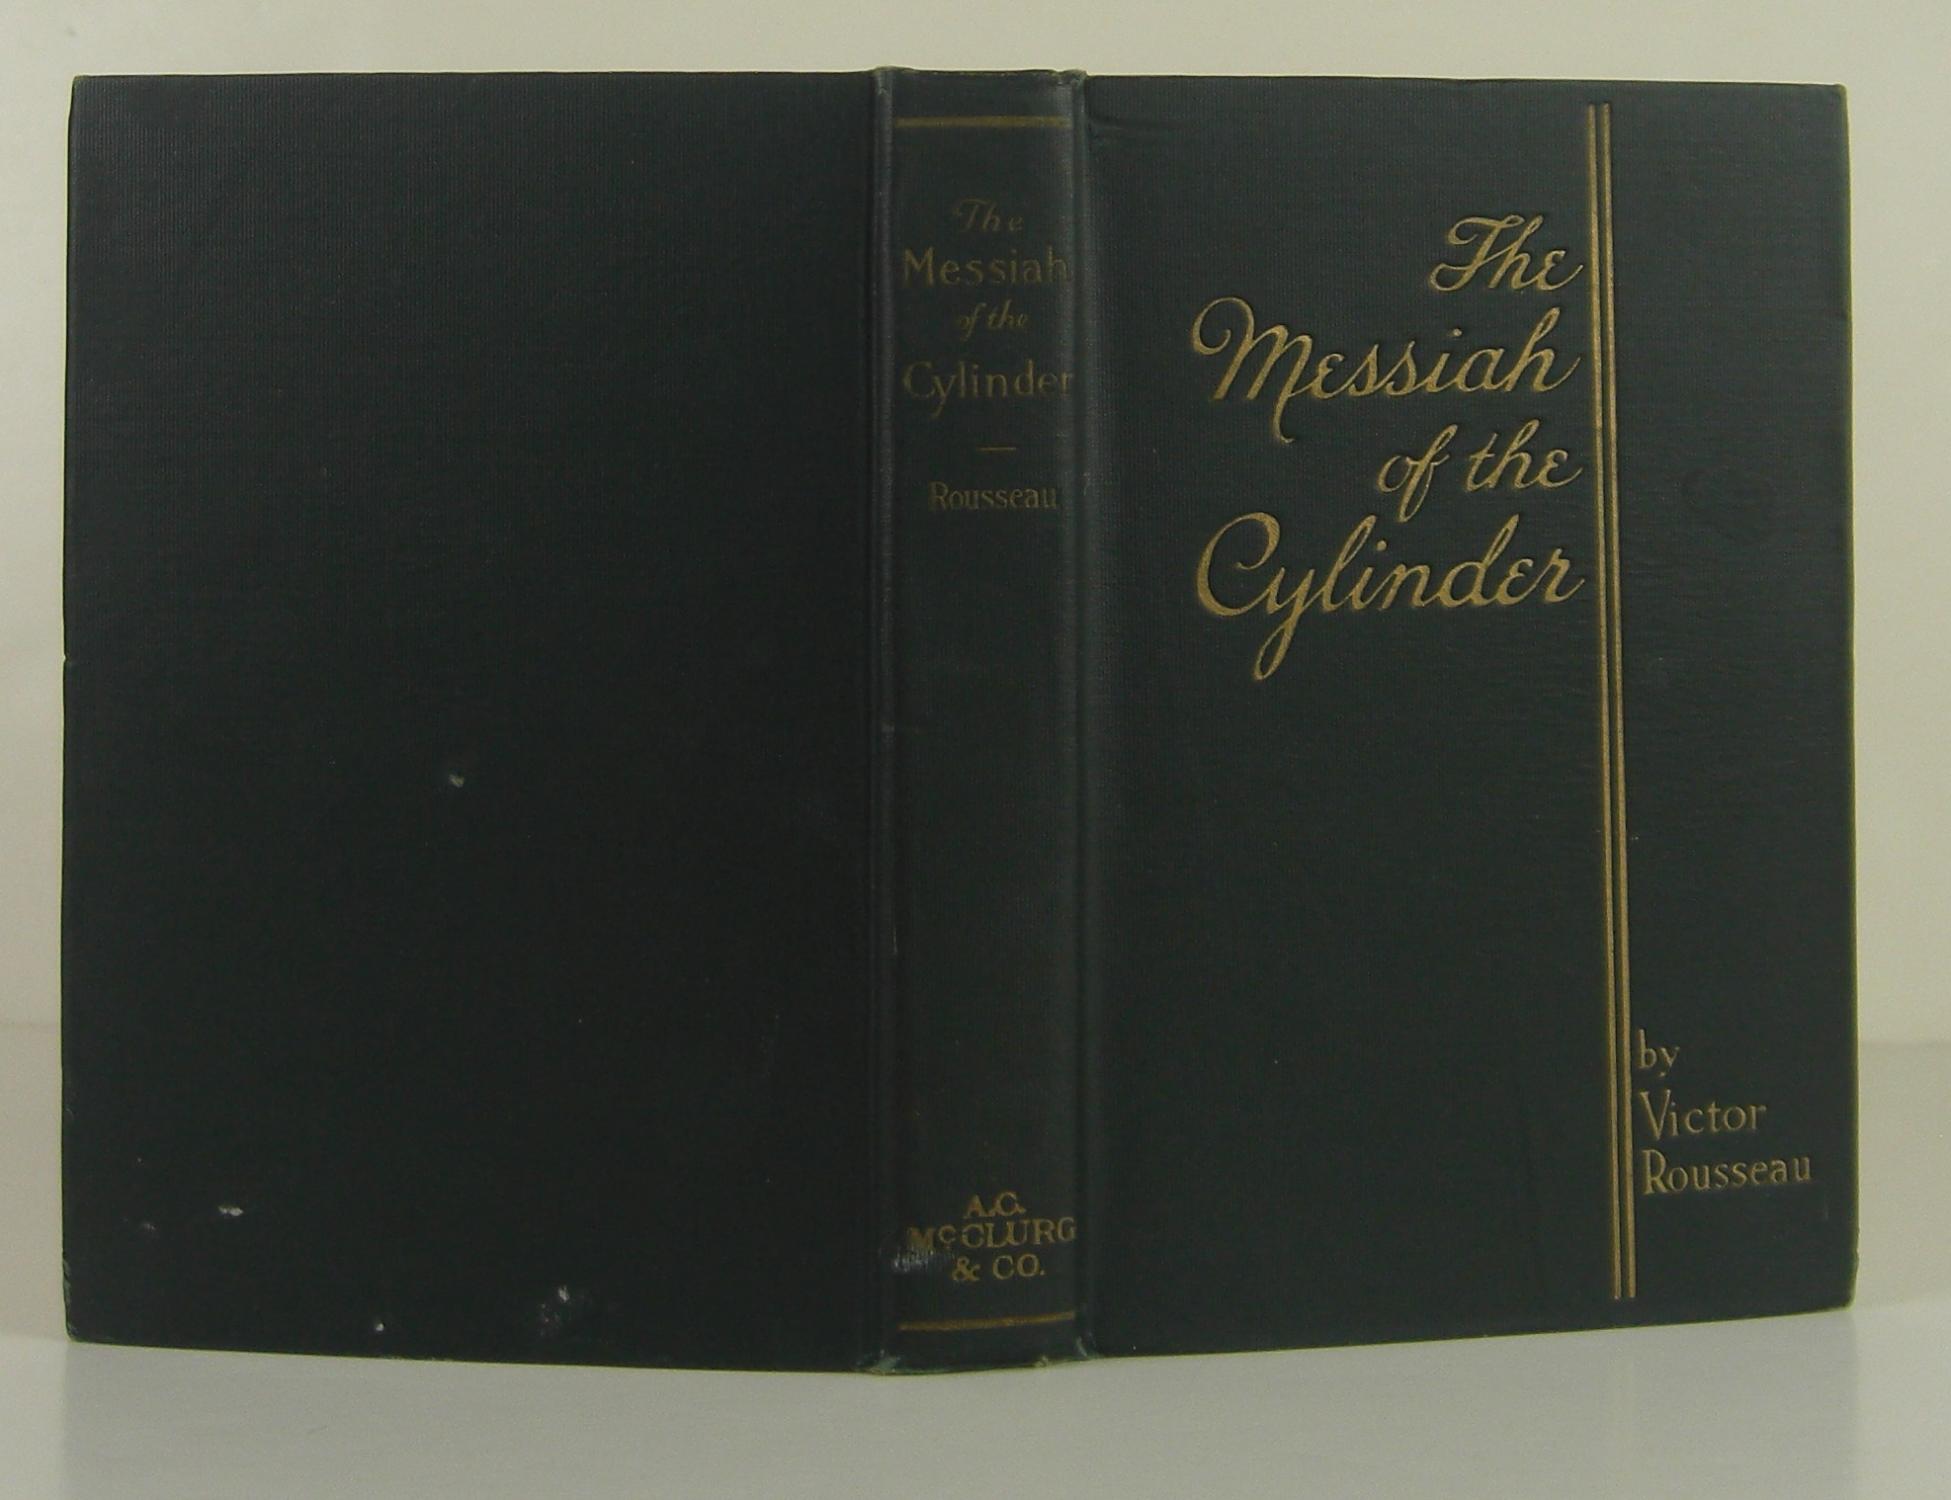 The
Messiah
of the
Cylinder
Rousseau
A.C.
McCLURG
& CO.
The
Messiah
of the
Cylinder
by
Victor
Rousseau